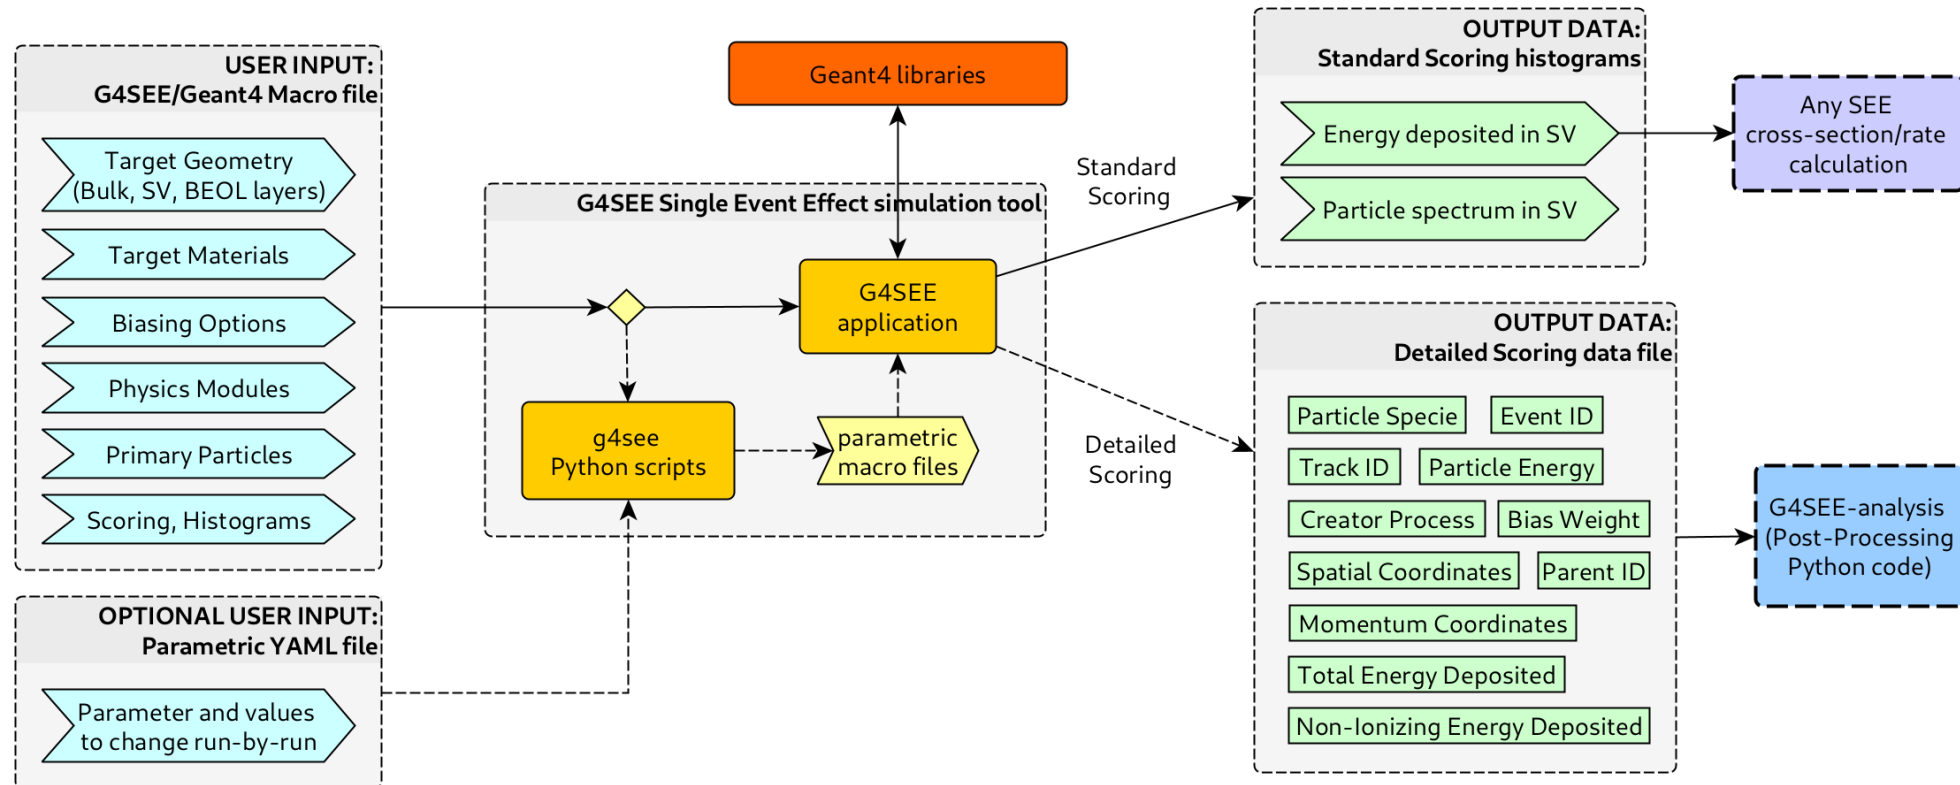 USER INPUT:
G4SEE/Geant4 Macro file
Target Geometry
(Bulk, SV, BEOL layers)
Target Materials
Biasing Options
Physics Modules
Primary Particles
Scoring, Histograms
OPTIONAL USER INPUT:
Parametric YAML file
Parameter and values
to change run-by-run
Geant4 libraries
G4SEE Single Event Effect simulation tool
G4SEE
application
g4see
Python scripts
parametric
macro files
Standard
Scoring
Detailed
Scoring
OUTPUT DATA:
Standard Scoring histograms
Energy deposited in SV
Particle spectrum in SV
Any SEE
cross-section/rate
calculation
OUTPUT DATA:
Detailed Scoring data file
Particle Specie
Event ID
Track ID
Particle Energy
Creator Process
Bias Weight
Spatial Coordinates
Parent ID
Momentum Coordinates
Total Energy Deposited
Non-Ionizing Energy Deposited
G4SEE-analysis
(Post-Processing
Python code)